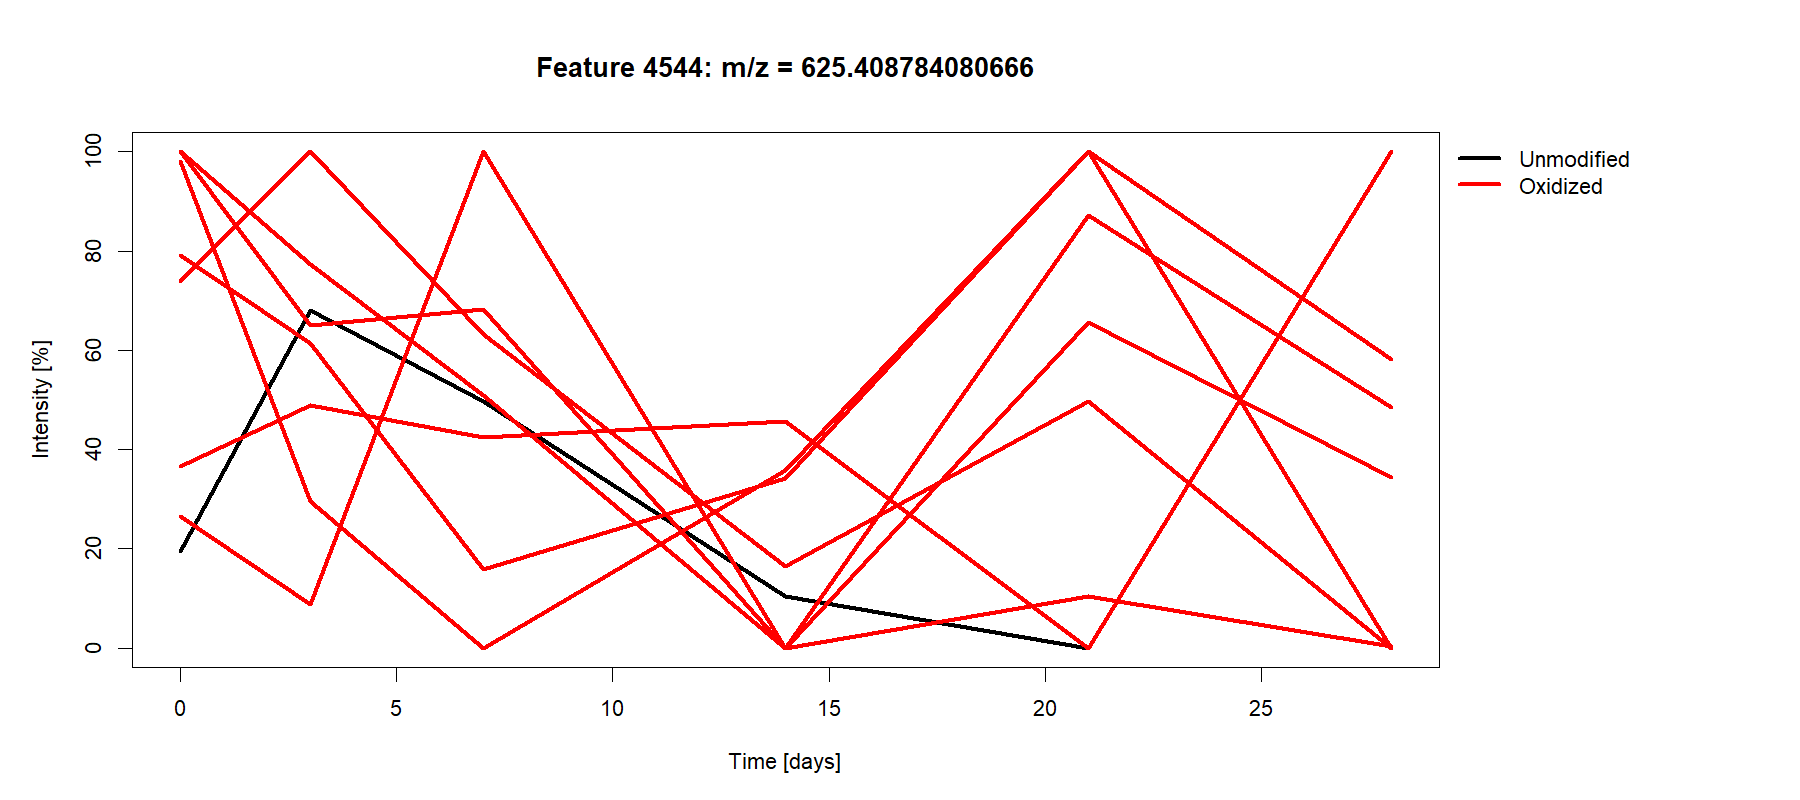 Feature 4544: m/z = 625.408784080666
Unmodified
Oxidized
Intensity [%]
100
80
60
40
20
0
0 5 10 15 20 25
Time [days]